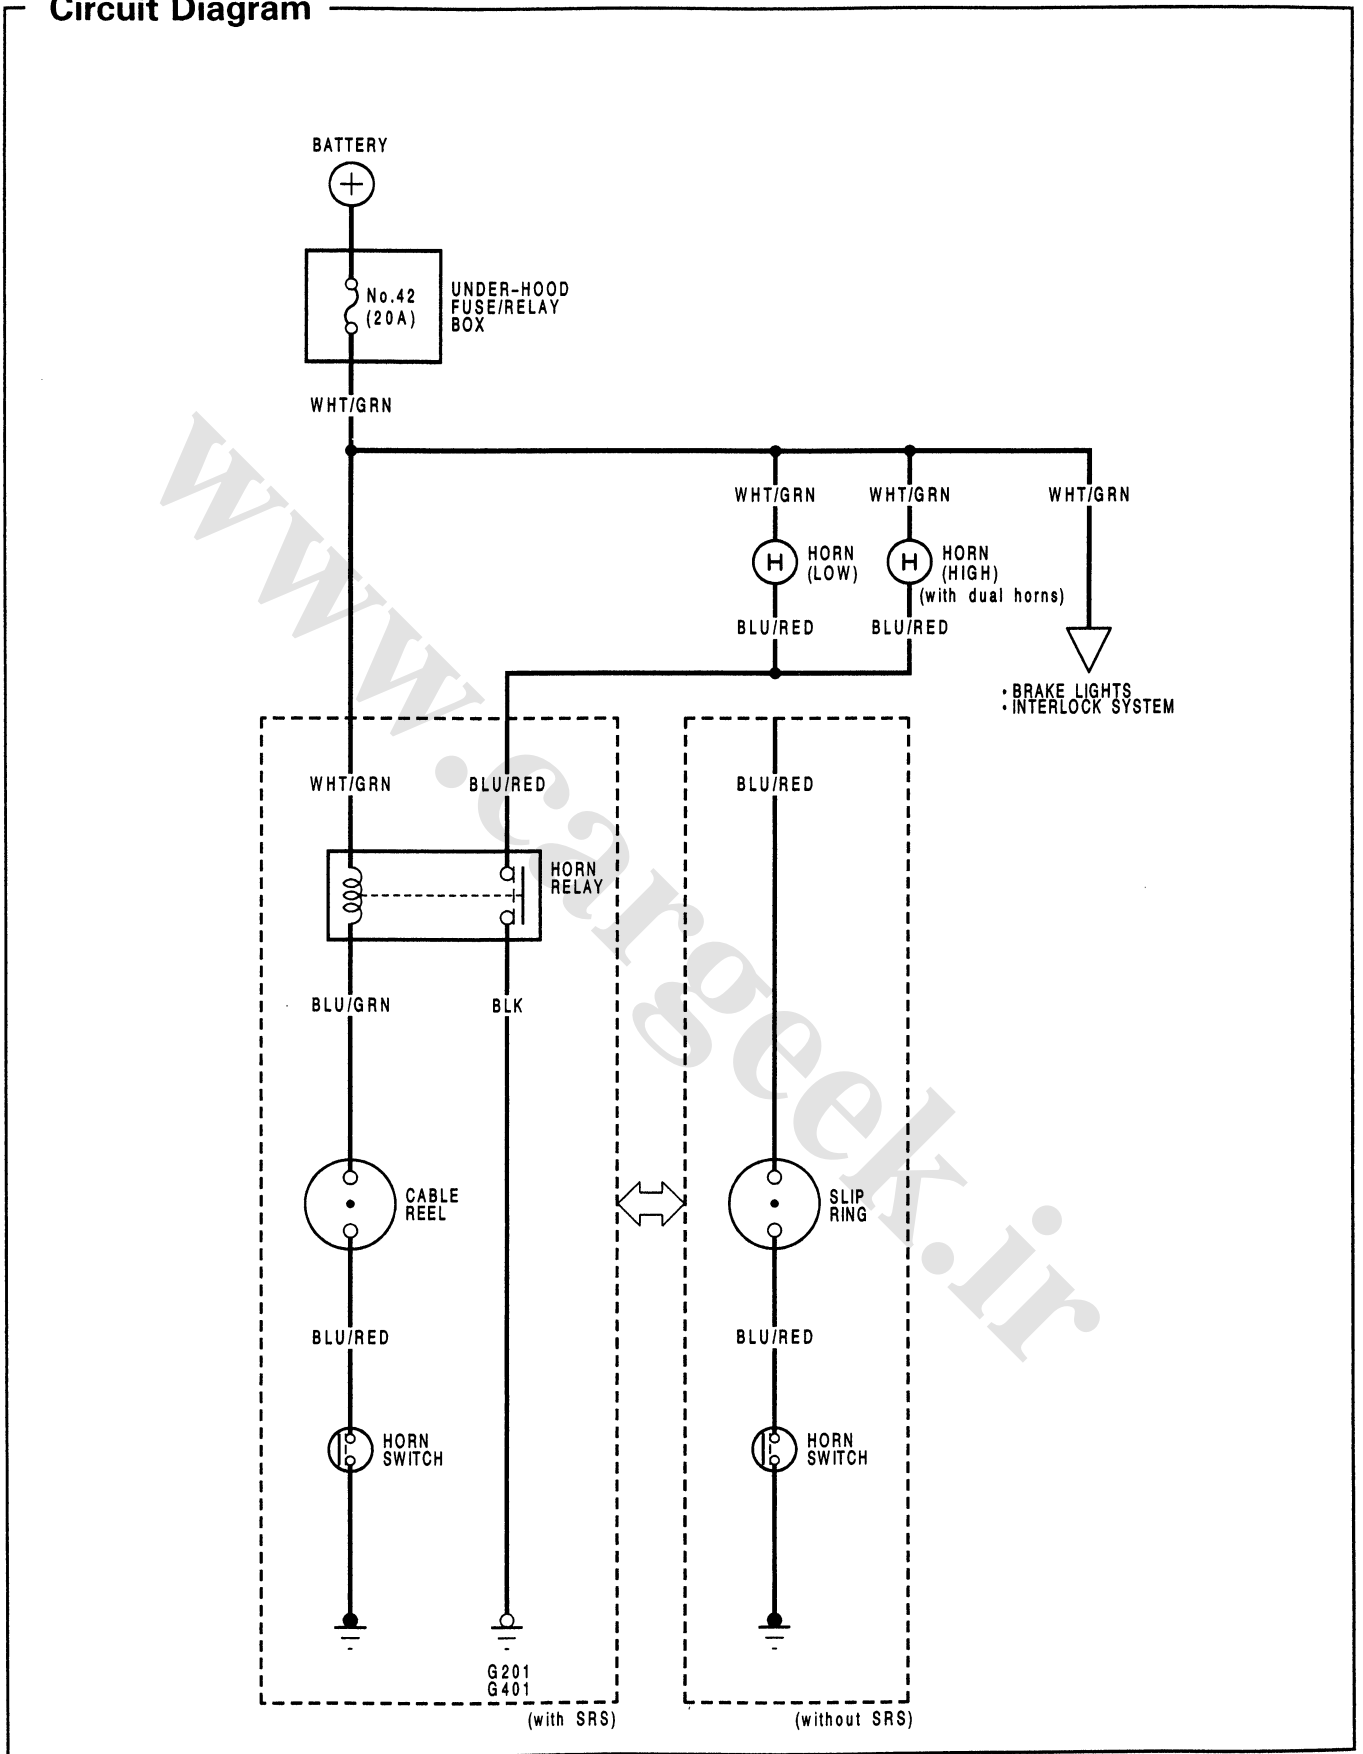 Circuit Diagram
BATTERY
No.42
(20A)
UNDER-HOOD
FUSE/RELAY
BOX
WHT/GRN
WHT/GRN
WHT/GRN
WHT/GRN
H
HORN
(LOW)
H
HORN
(HIGH)
(with dual horns)
BLU/RED
BLU/RED
• BRAKE LIGHTS
• INTERLOCK SYSTEM
WHT/GRN
BLU/RED
BLU/RED
HORN
RELAY
BLU/GRN
BLK
CABLE
REEL
SLIP
RING
BLU/RED
BLU/RED
HORN
SWITCH
HORN
SWITCH
G201
G401
(with SRS)
(without SRS)
www.cargeek.ir